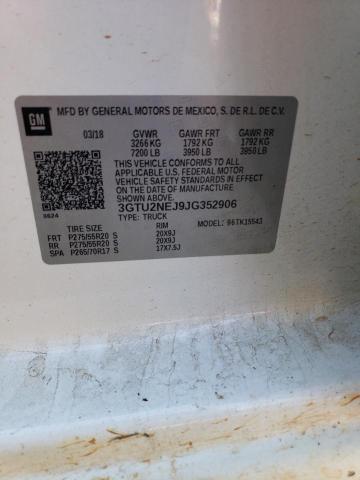 GM
MFD BY GENERAL MOTORS DE MEXICO, S. DE R.L. DE C.V.
03/18 GVWR GAWR FRT GAWR RR
3266 KG 1792 KG 1792 KG
7200 LB 3950 LB 3950 LB
THIS VEHICLE CONFORMS TO ALL
APPLICABLE U.S. FEDERAL MOTOR
VEHICLE SAFETY STANDARDS IN EFFECT
ON THE DATE OF MANUFACTURE
SHOWN ABOVE.
3GTU2NEJ9JG352906
TYPE: TRUCK
TIRE SIZE RIM MODEL:
FRT P275/55R20 S 20X9J
RR P275/55R20 S 20X9J
SPA P265/70R17 S 17X7.5J